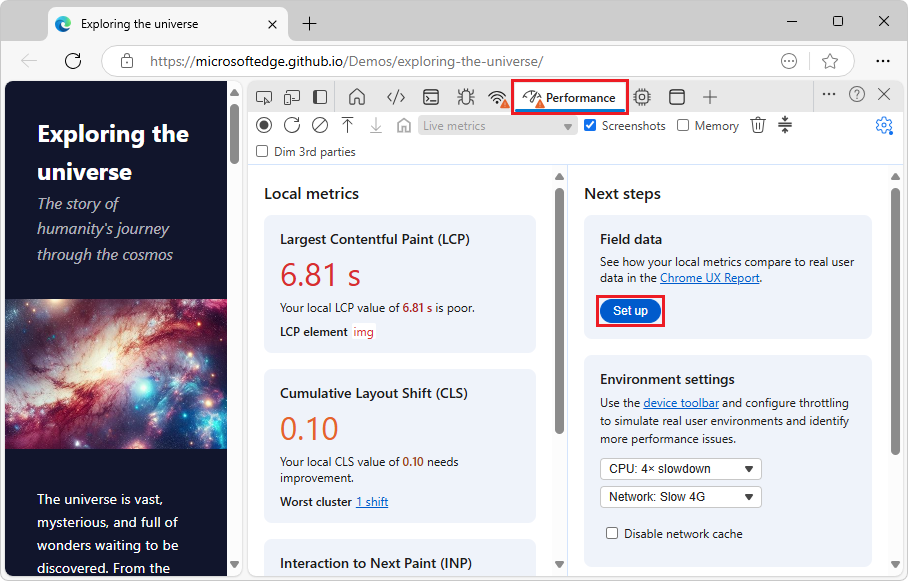 Exploring the universe
https://microsoftedge.github.io/Demos/exploring-the-universe/
Exploring the
universe
The story of
humanity's journey
through the cosmos
The universe is vast,
mysterious, and full of
wonders waiting to be
discovered. From the
Performance
Live metrics
Screenshots
Memory
Dim 3rd parties
Local metrics
Largest Contentful Paint (LCP)
6.81 s
Your local LCP value of 6.81 s is poor.
LCP element img
Cumulative Layout Shift (CLS)
0.10
Your local CLS value of 0.10 needs
improvement.
Worst cluster 1 shift
Interaction to Next Paint (INP)
Next steps
Field data
See how your local metrics compare to real user
data in the Chrome UX Report.
Set up
Environment settings
Use the device toolbar and configure throttling
to simulate real user environments and identify
more performance issues.
CPU: 4× slowdown
Network: Slow 4G
Disable network cache